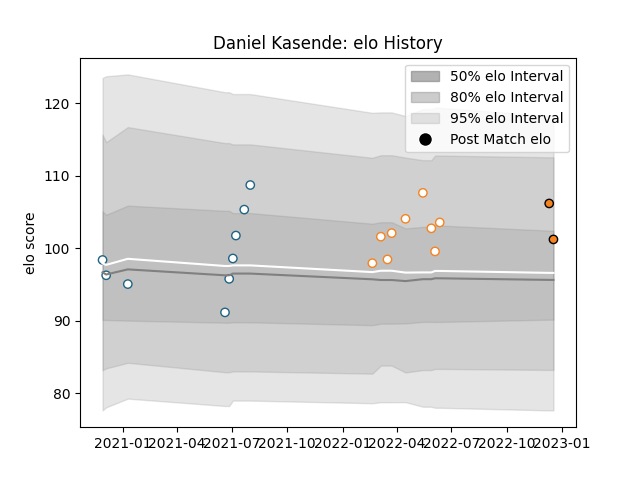 Daniel Kasende: elo History
50% elo Interval
80% elo Interval
95% elo Interval
Post Match elo
elo score
120
110
100
90
80
2021-01 2021-04 2021-07 2021-10 2022-01 2022-04 2022-07 2022-10 2023-01